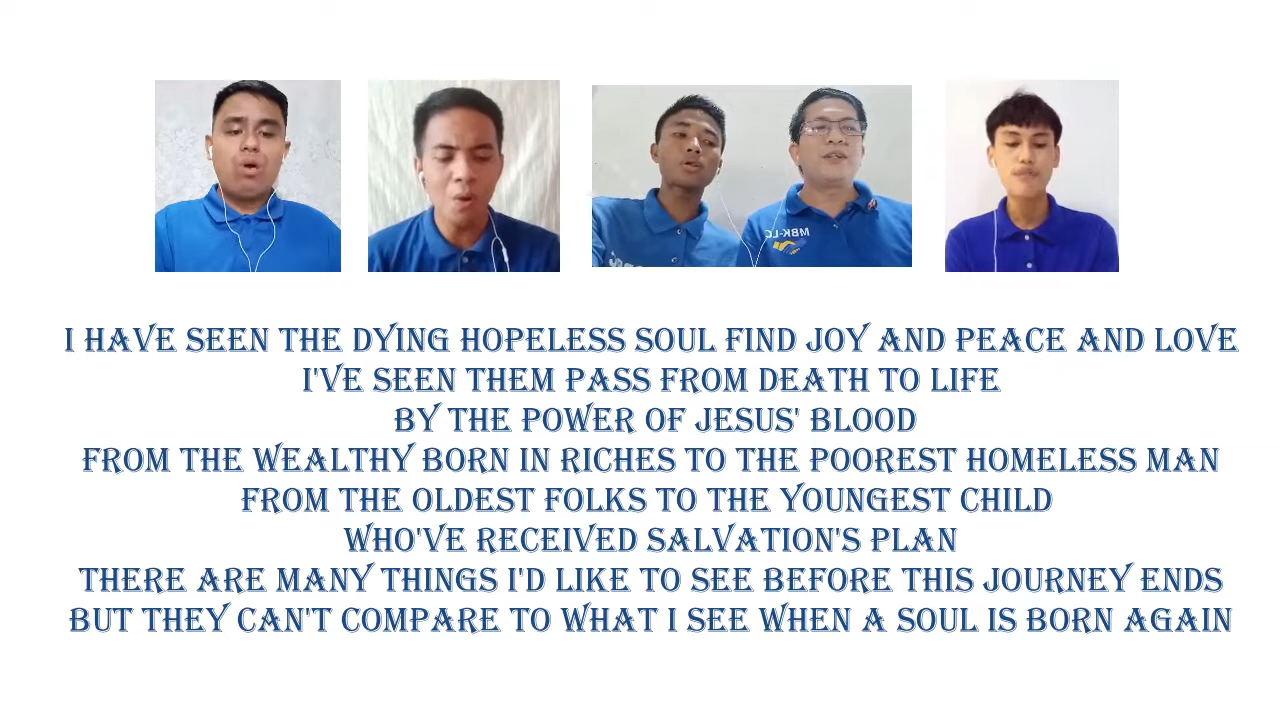 MBK-LC
I HAVE SEEN THE DYING HOPELESS SOUL FIND JOY AND PEACE AND LOVE
I'VE SEEN THEM PASS FROM DEATH TO LIFE
BY THE POWER OF JESUS' BLOOD
FROM THE WEALTHY BORN IN RICHES TO THE POOREST HOMELESS MAN
FROM THE OLDEST FOLKS TO THE YOUNGEST CHILD
WHO'VE RECEIVED SALVATION'S PLAN
THERE ARE MANY THINGS I'D LIKE TO SEE BEFORE THIS JOURNEY ENDS
BUT THEY CAN'T COMPARE TO WHAT I SEE WHEN A SOUL IS BORN AGAIN